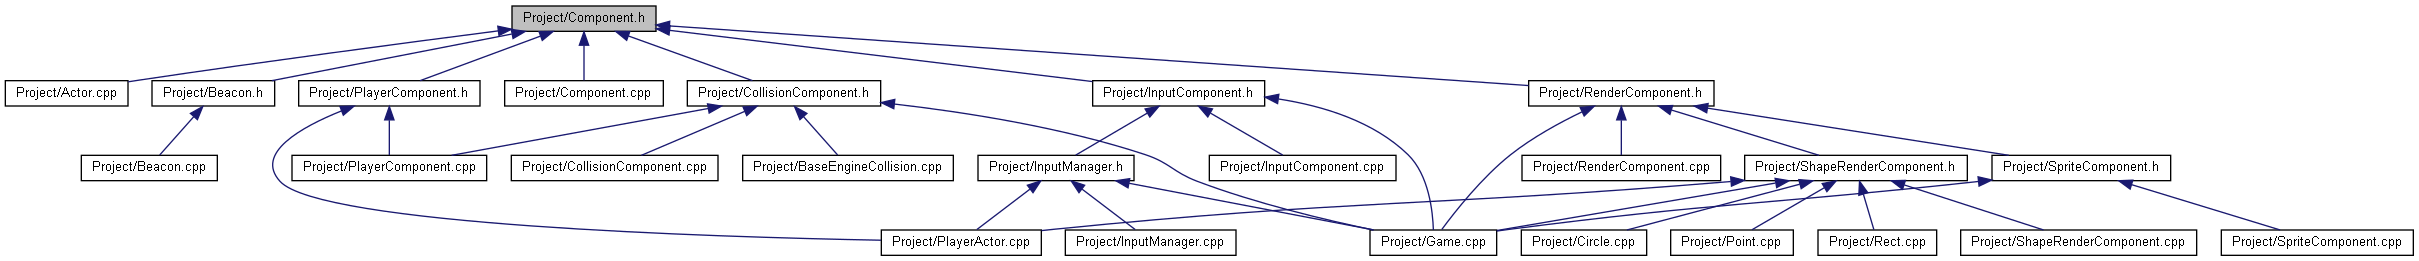 Project/Component.h
Project/Actor.cpp
Project/Beacon.h
Project/PlayerComponent.h
Project/Component.cpp
Project/CollisionComponent.h
Project/InputComponent.h
Project/RenderComponent.h
Project/Beacon.cpp
Project/PlayerComponent.cpp
Project/CollisionComponent.cpp
Project/BaseEngineCollision.cpp
Project/InputManager.h
Project/InputComponent.cpp
Project/RenderComponent.cpp
Project/ShapeRenderComponent.h
Project/SpriteComponent.h
Project/PlayerActor.cpp
Project/InputManager.cpp
Project/Game.cpp
Project/Circle.cpp
Project/Point.cpp
Project/Rect.cpp
Project/ShapeRenderComponent.cpp
Project/SpriteComponent.cpp